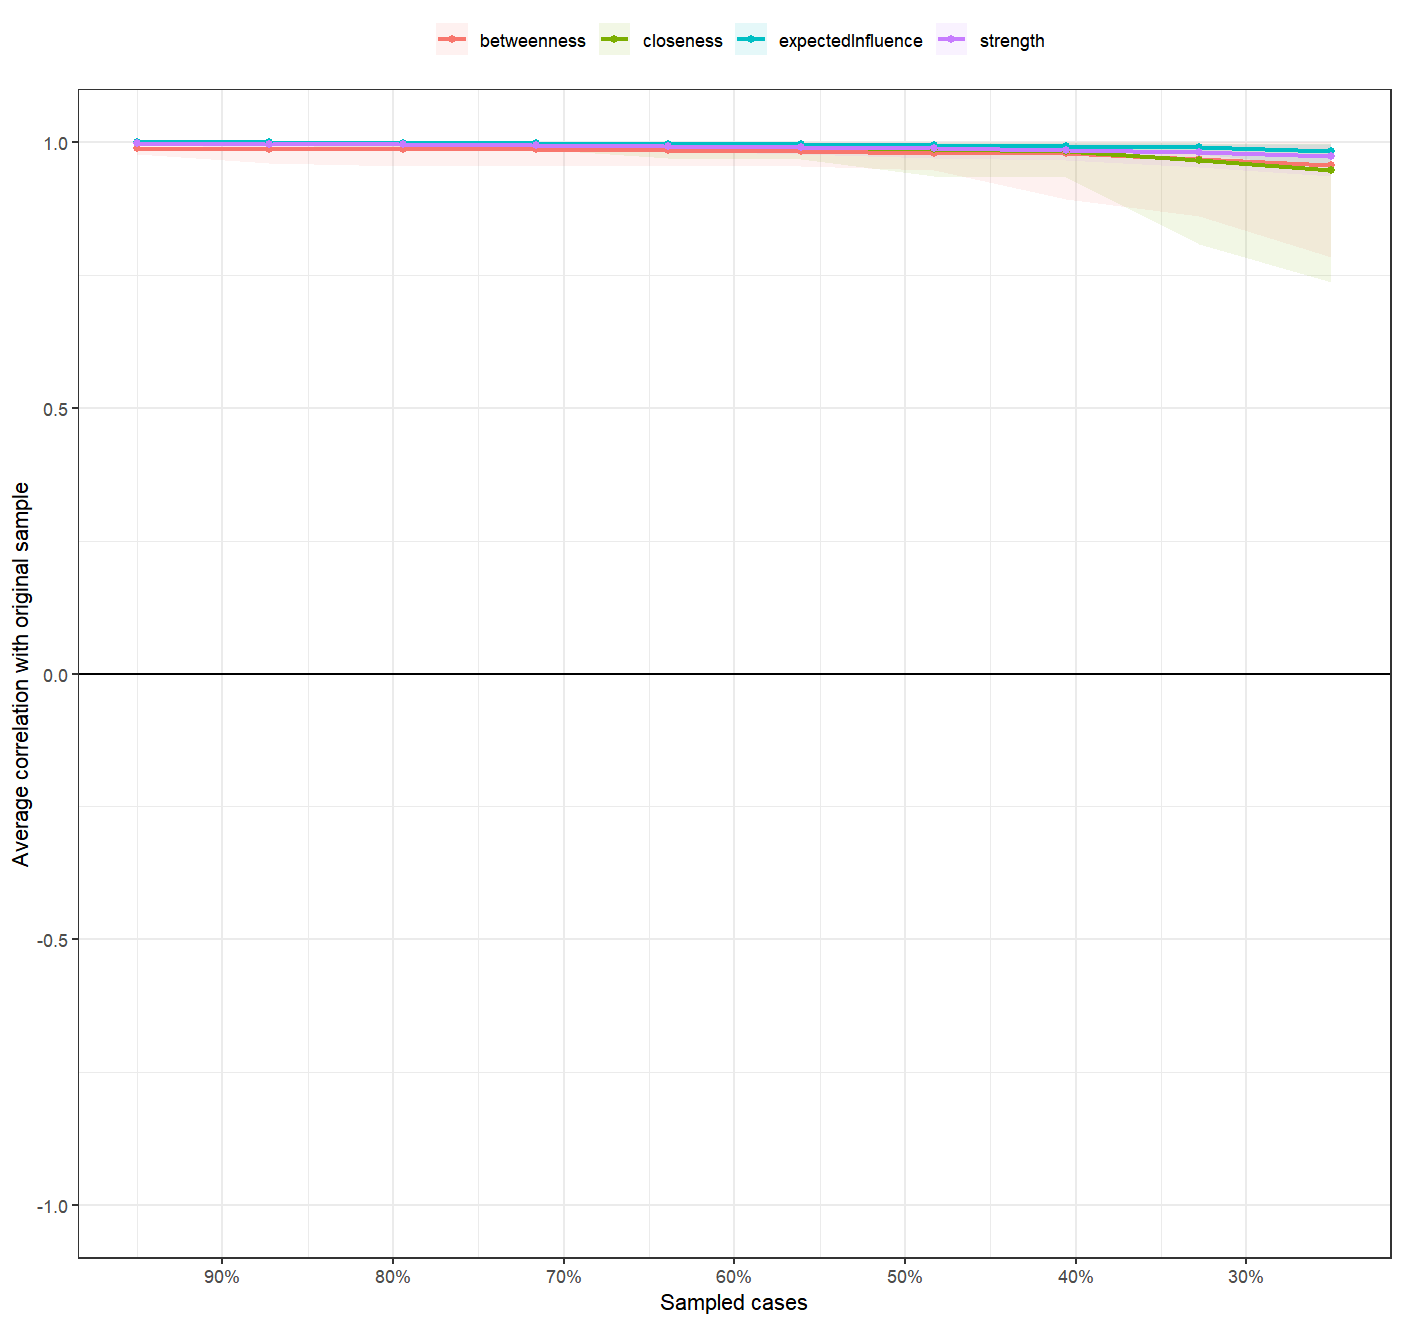 betweenness closeness expectedInfluence strength
1.0
0.5
0.0
-0.5
-1.0
Average correlation with original sample
90% 80% 70% 60% 50% 40% 30%
Sampled cases